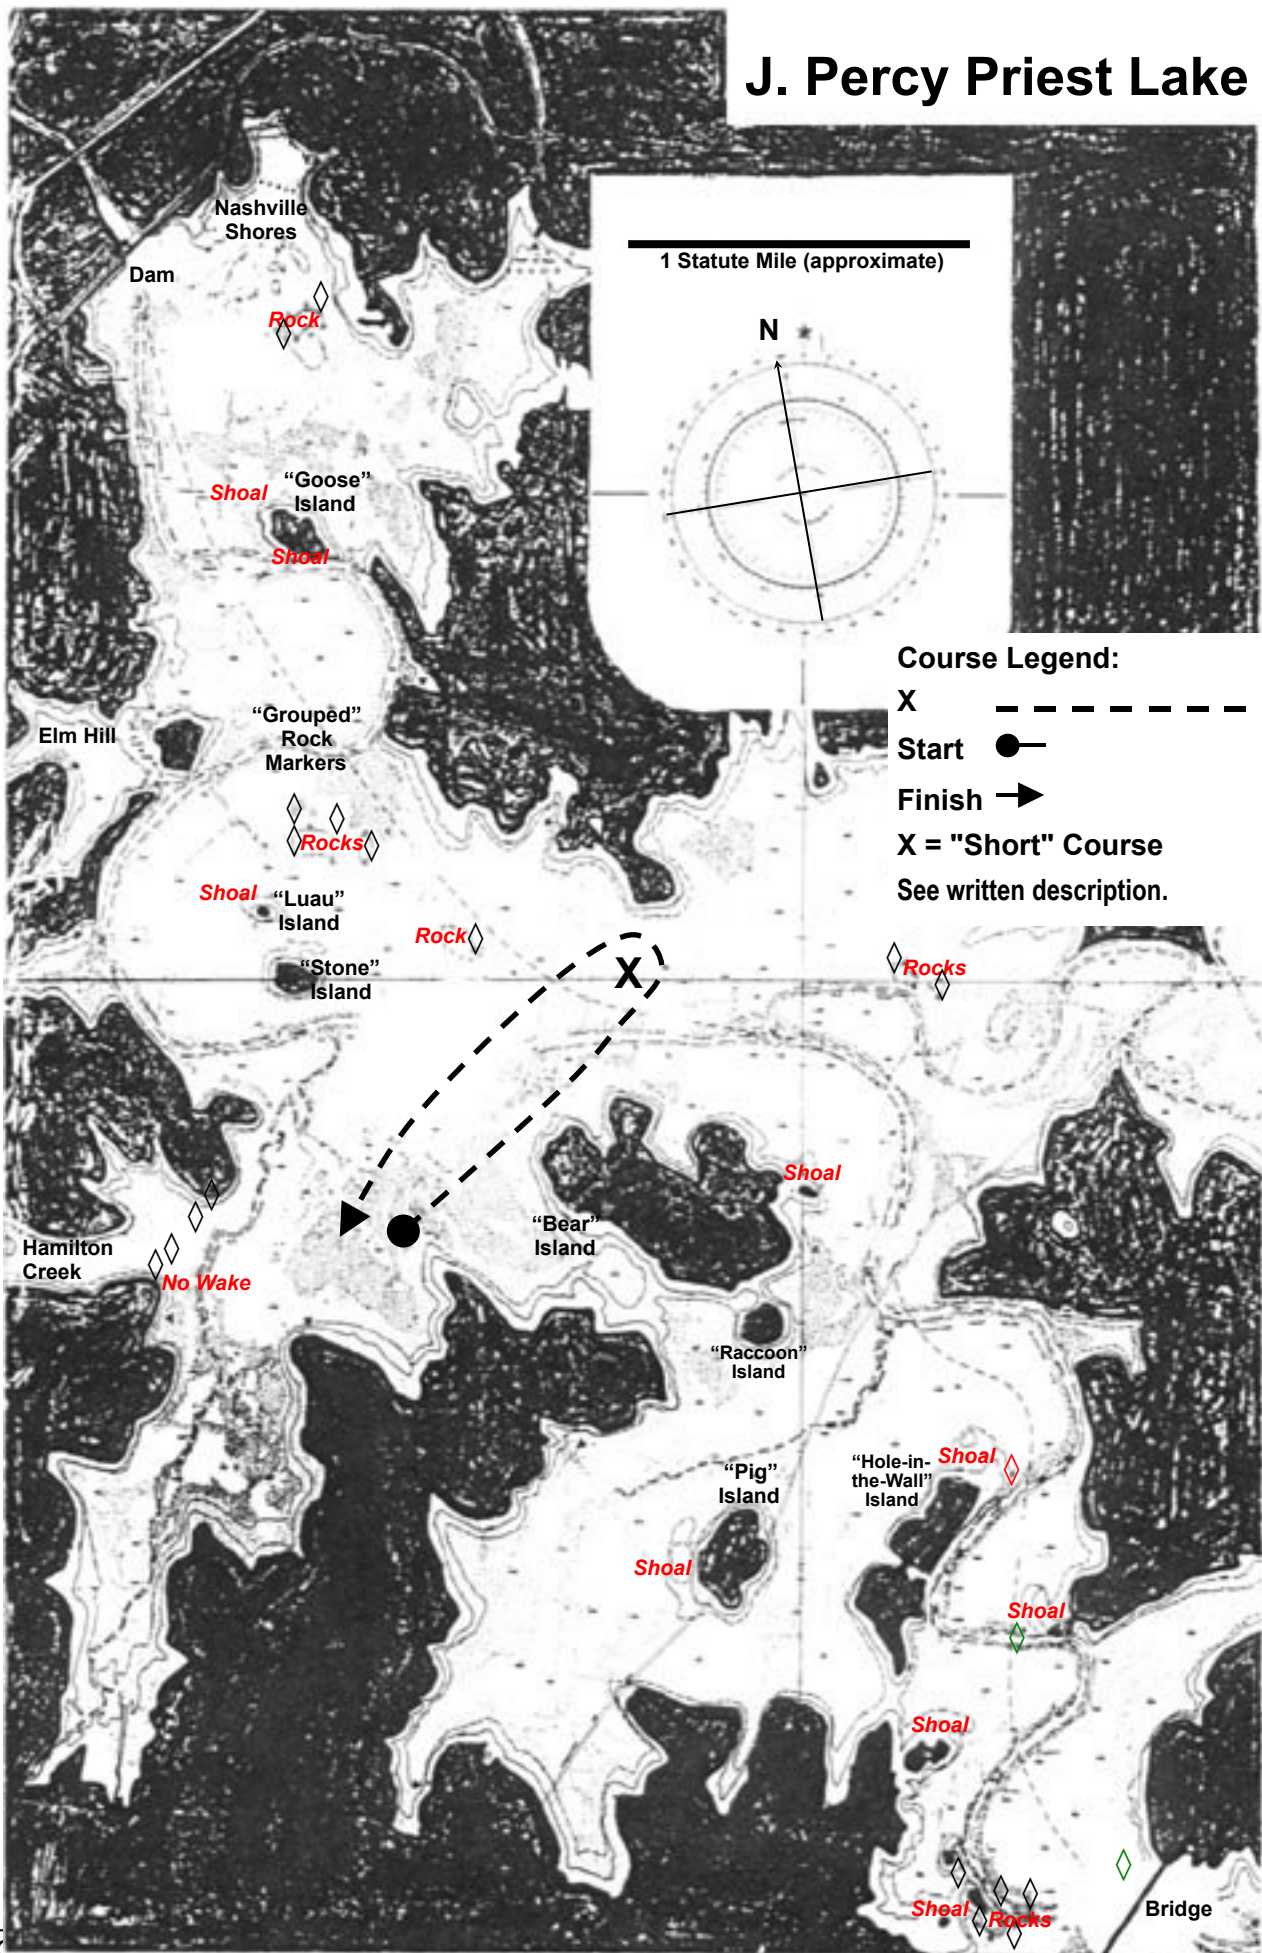 J. Percy Priest Lake
Nashville
Shores
Dam
1 Statute Mile (approximate)
N
Rock
Shoal
“Goose”
Island
Shoal
Course Legend:
X
Start
Finish
X = "Short" Course
See written description.
Elm Hill
“Grouped”
Rock
Markers
Rocks
Shoal
“Luau”
Island
Rock
“Stone”
Island
X
Rocks
Shoal
“Bear”
Island
Hamilton
Creek
No Wake
“Raccoon”
Island
“Pig”
Island
“Hole-in-
the-Wall”
Island
Shoal
Shoal
Shoal
Shoal
Shoal
Rocks
Bridge